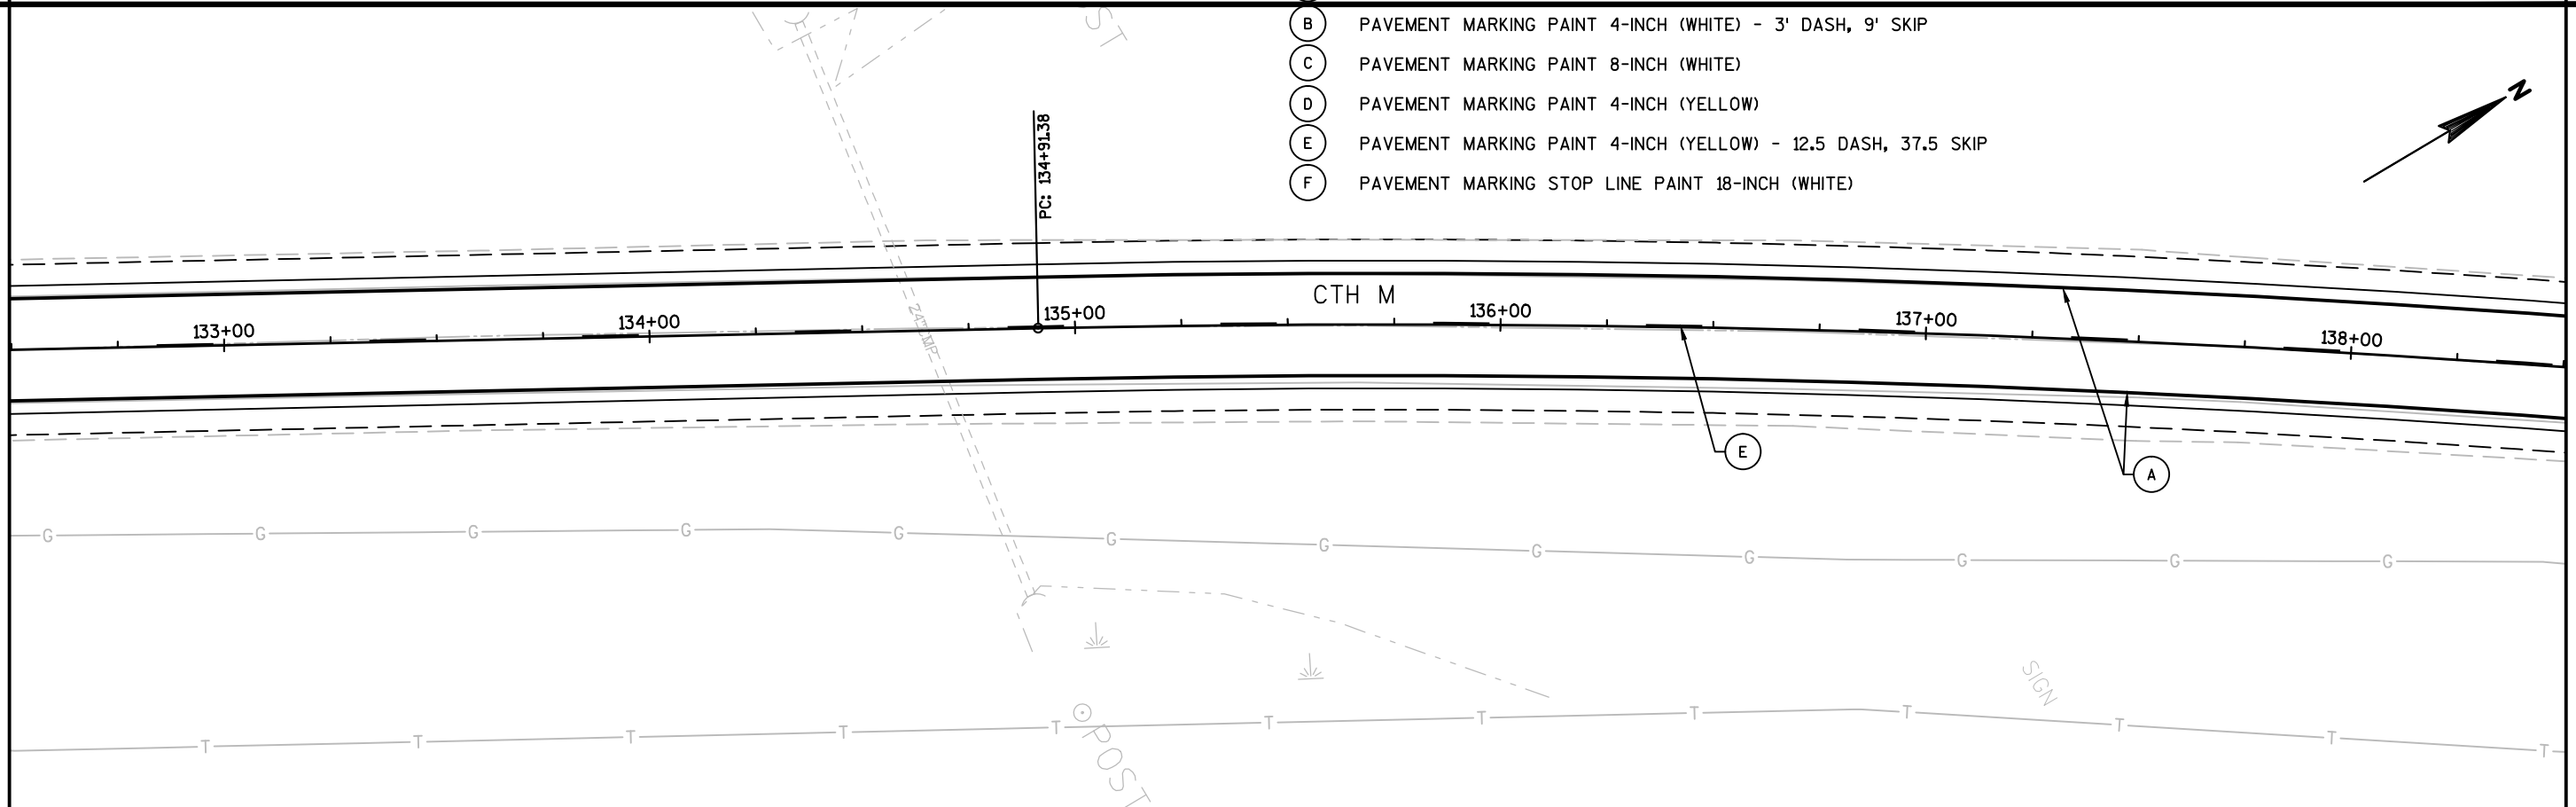 B PAVEMENT MARKING PAINT 4-INCH (WHITE) - 3' DASH, 9' SKIP
C PAVEMENT MARKING PAINT 8-INCH (WHITE)
D PAVEMENT MARKING PAINT 4-INCH (YELLOW)
E PAVEMENT MARKING PAINT 4-INCH (YELLOW) - 12.5 DASH, 37.5 SKIP
F PAVEMENT MARKING STOP LINE PAINT 18-INCH (WHITE)
ST
N
PC: 134+91.38
CTH M
133+00 134+00 135+00 136+00 137+00 138+00
E
A
G G G G G G G G G G G G
SIGN
T T T T T T T T T T T T
POST